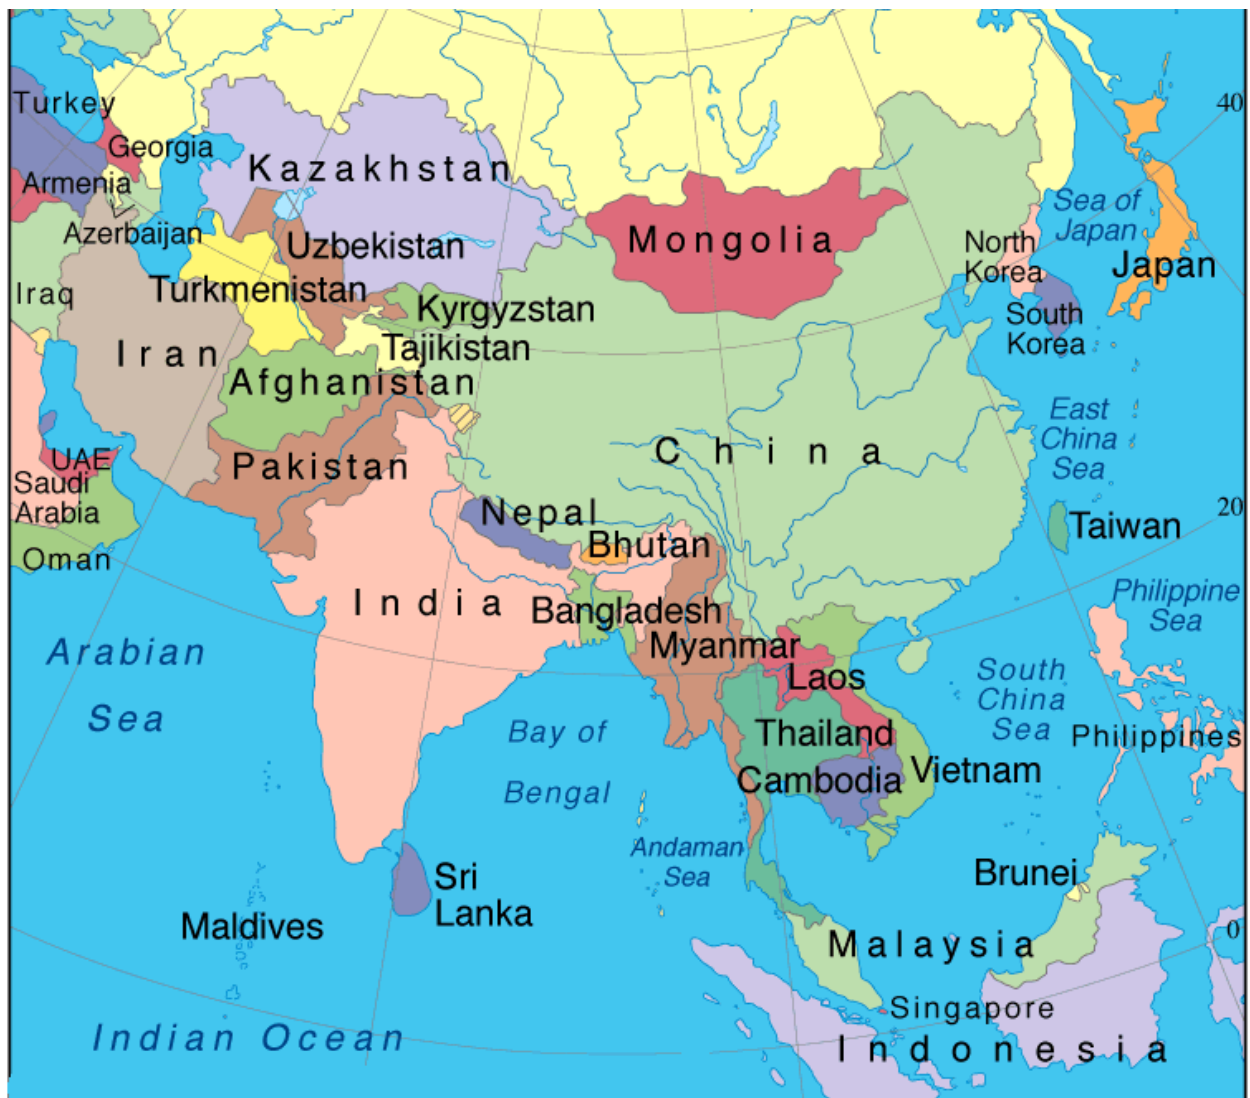 Turkey
40
Georgia
Kazakhstan
Armenia
Sea of
Japan
Azerbaijan
Uzbekistan
Mongolia
North
Korea
Japan
Iraq
Turkmenistan
Kyrgyzstan
South
Korea
Iran
Tajikistan
Afghanistan
East
China
Sea
China
UAE
Pakistan
Saudi
Arabia
Nepal
20
Taiwan
Oman
Bhutan
India
Bangladesh
Philippine
Sea
Arabian
Sea
Myanmar
Laos
South
China
Sea
Bay of
Bengal
Thailand
Philippines
Cambodia
Vietnam
Andaman
Sea
Sri
Lanka
Brunei
Maldives
Malaysia
0
Singapore
Indian Ocean
Indonesia